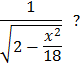 1/√(2 − x²/18) ?